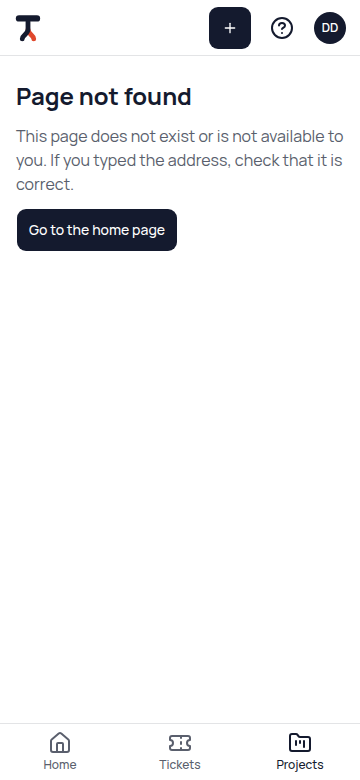 DD
Page not found
This page does not exist or is not available to
you. If you typed the address, check that it is
correct.
Go to the home page
Home
Tickets
Projects